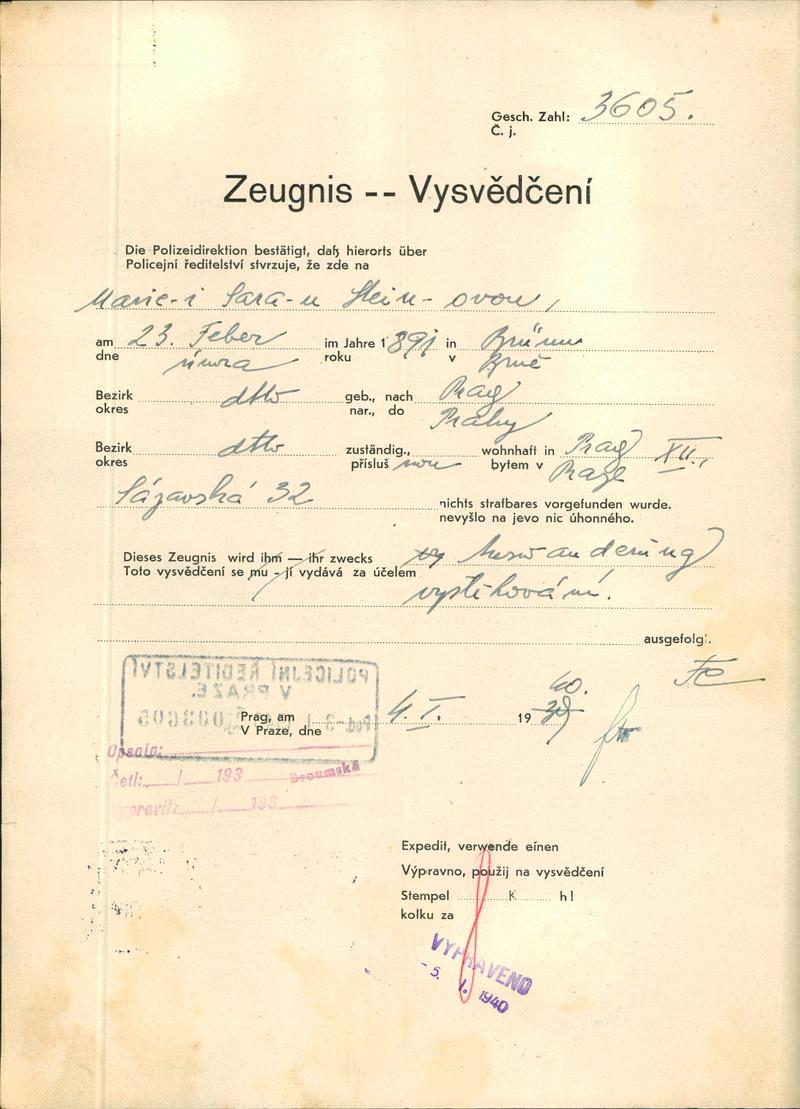 Gesch. Zahl: 3605.
Č. j.
Zeugnis -- Vysvědčení
Die Polizeidirektion bestätigt, daß hierorts über
Policejní ředitelství stvrzuje, že zde na
Marie-i Sara-u Stein-ovou,
am 23. Feber im Jahre 1891 in Brünn
dne února roku v Brně
Bezirk dtto geb., nach Prag
okres nar., do Prahy
Bezirk dtto zuständig., wohnhaft in Prag XII.,
okres přísluš nou bytem v Praze
Sázavská 32 nichts strafbares vorgefunden wurde.
nevyšlo na jevo nic úhonného.
Dieses Zeugnis wird ihm — ihr zwecks Auswanderung
Toto vysvědčení se mu - jí vydává za účelem vystěhování.
ausgefolgt.
POLICEJNÍ ŘEDITELSTVÍ
V PRAZE.
Prag, am 4. I. 1939 40.
V Praze, dne
Opsala:
Četl: / 193 Broumská
Vypravil: / 193
Expedit, verwende einen
Výpravno, použij na vysvědčení
Stempel K h!
kolku za
VYPRAVENO
- 5. I. 1940